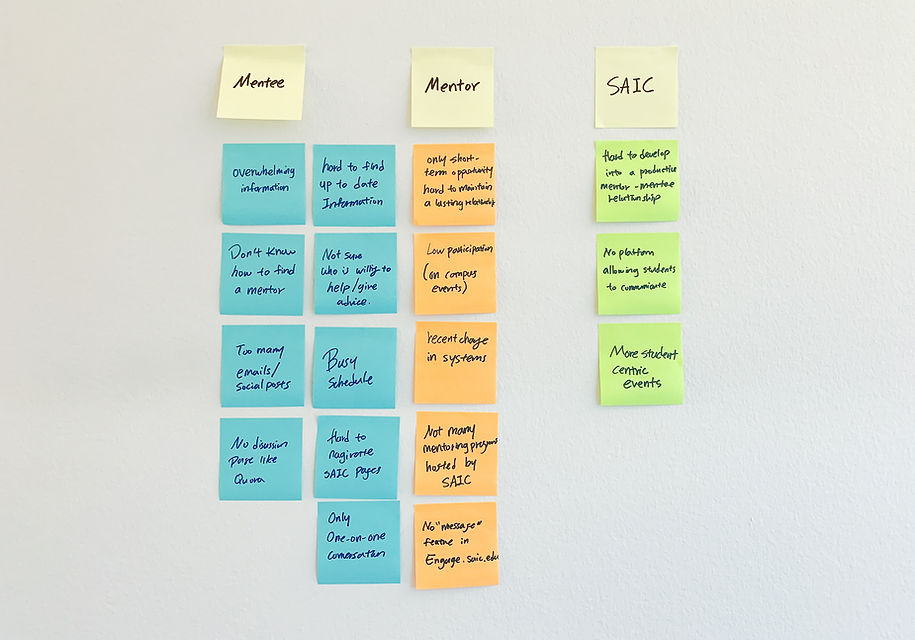 Mentee
overwhelming
information
Don't know
how to find
a mentor
Too many
emails/
social posts
No discussion
like
Quora
hard to find
up to date
Information
Not sure
who is willig to
help/give
advice.
Busy
schedule
Hard to
nagivate
SAIC pages
Only
One-on-one
conversation
Mentor
only short-
term opportunity
hard to maintain
a lasting relationship
Low participation
(on campus
events)
recent change
in systems
Not many
mentoring programs
hosted by
SAIC
No "message"
feature in
Engage.saic.edu
SAIC
Hard to develop
into a productive
mentor-mentee
relationship
No platform
allowing students
to communicate
More student
centric
events